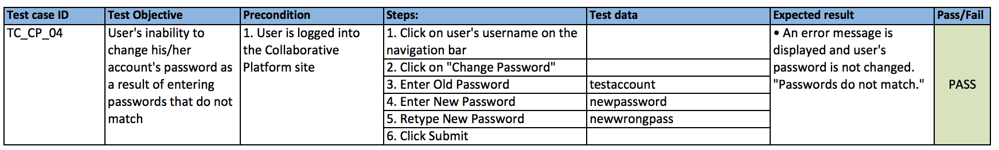 Test case ID
Test Objective
Precondition
Steps:
Test data
Expected result
Pass/Fail
TC_CP_04
User's inability to
change his/her
account's password as
a result of entering
passwords that do not
match
1. User is logged into
the Collaborative
Platform site
1. Click on user's username on the
navigation bar
2. Click on "Change Password"
3. Enter Old Password
testaccount
4. Enter New Password
newpassword
5. Retype New Password
newwrongpass
6. Click Submit
• An error message is
displayed and user's
password is not changed.
"Passwords do not match."
PASS